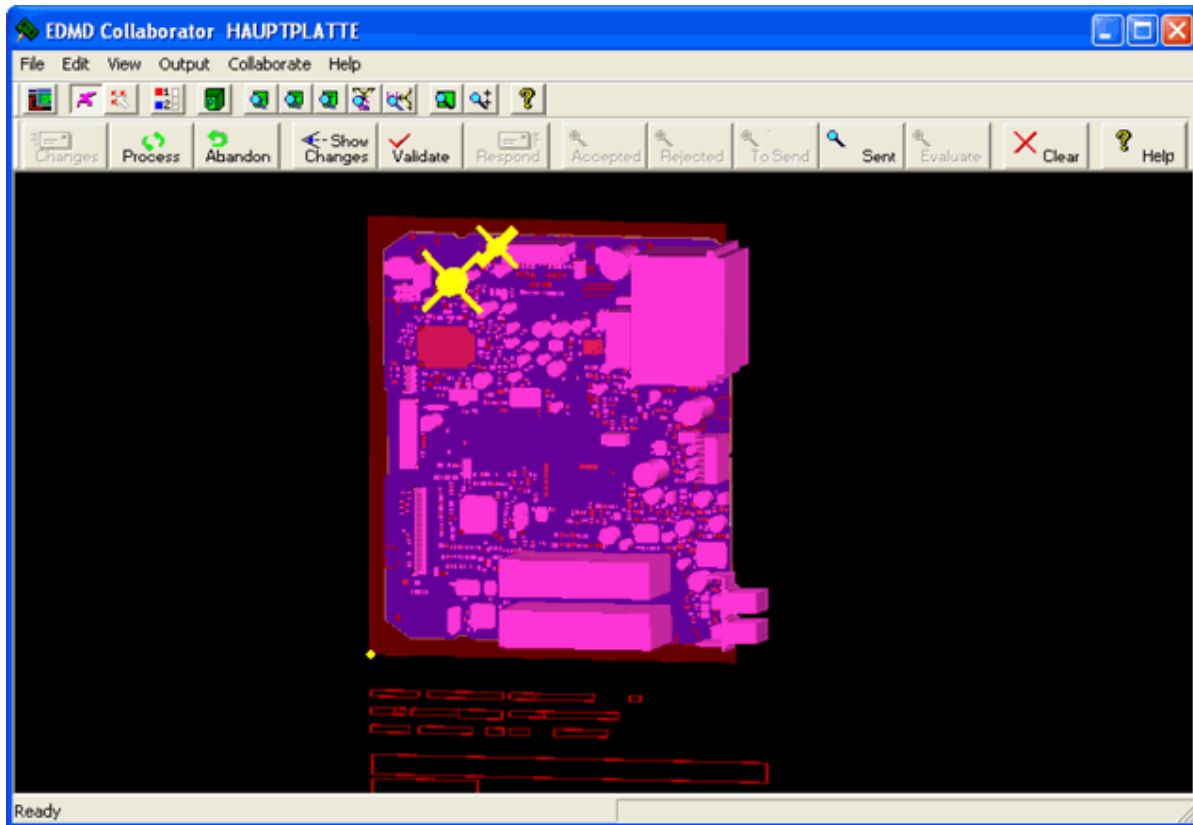 EDMD Collaborator HAUPTPLATTE
File Edit View Output Collaborate Help
Changes Process Abandon <- Show Changes Validate Respond Accepted Rejected To Send Sent Evaluate Clear Help
Ready